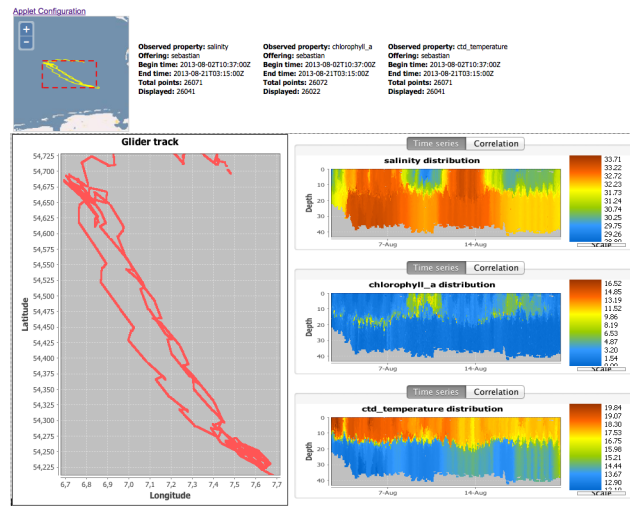 Applet Configuration
+
−
Observed property: salinity
Offering: sebastian
Begin time: 2013-08-02T10:37:00Z
End time: 2013-08-21T03:15:00Z
Total points: 26071
Displayed: 26041
Observed property: chlorophyll_a
Offering: sebastian
Begin time: 2013-08-02T10:37:00Z
End time: 2013-08-21T03:15:00Z
Total points: 26072
Displayed: 26022
Observed property: ctd_temperature
Offering: sebastian
Begin time: 2013-08-02T10:37:00Z
End time: 2013-08-21T03:15:00Z
Total points: 26071
Displayed: 26041
Glider track
54,725
54,700
54,675
54,650
54,625
54,600
54,575
54,550
54,525
54,500
54,475
54,450
54,425
54,400
54,375
54,350
54,325
54,300
54,275
54,250
54,225
Latitude
6,7 6,8 6,9 7,0 7,1 7,2 7,3 7,4 7,5 7,6 7,7
Longitude
Time series Correlation
salinity distribution
Depth
0
10
20
30
40
7-Aug 14-Aug
33.71
33.22
32.72
32.23
31.73
31.24
30.74
30.25
29.75
29.26
Scale
Time series Correlation
chlorophyll_a distribution
Depth
0
10
20
30
40
7-Aug 14-Aug
16.52
14.85
13.19
11.52
9.86
8.19
6.53
4.87
3.20
1.54
Scale
Time series Correlation
ctd_temperature distribution
Depth
0
10
20
30
40
7-Aug 14-Aug
19.84
19.07
18.30
17.53
16.75
15.98
15.21
14.44
13.67
12.90
Scale